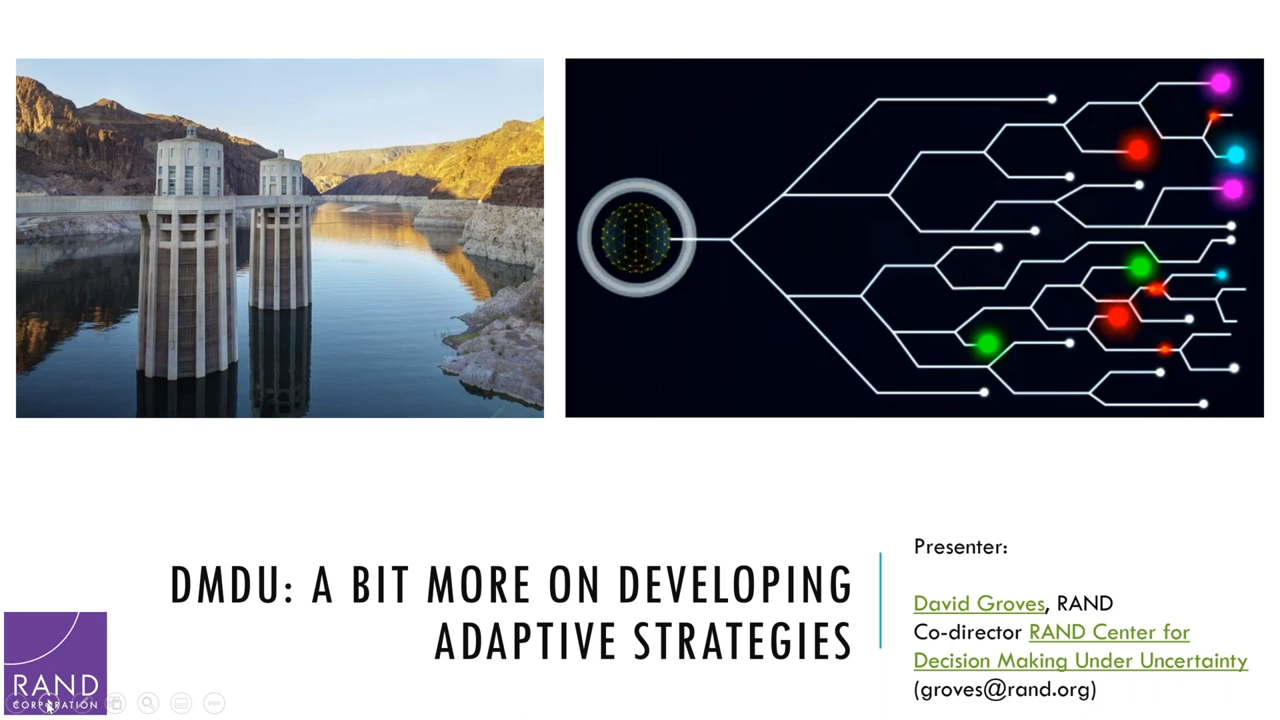 DMDU: A BIT MORE ON DEVELOPING
ADAPTIVE STRATEGIES
Presenter:
David Groves, RAND
Co-director RAND Center for
Decision Making Under Uncertainty
(groves@rand.org)
RAND
CORPORATION